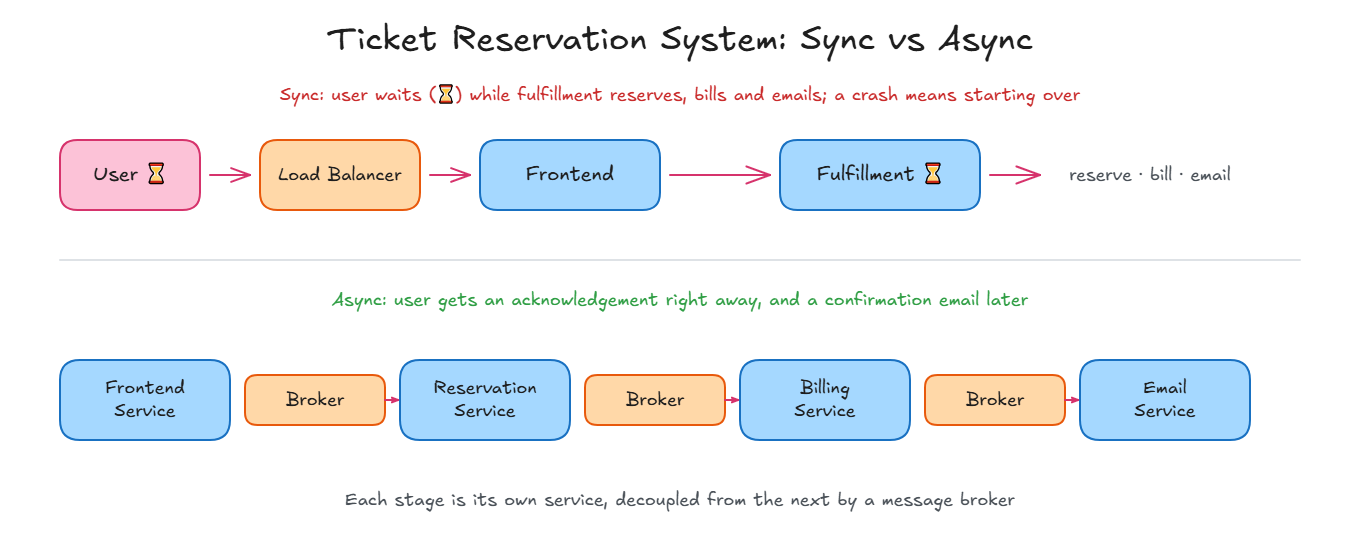 Ticket Reservation System: Sync vs Async
Sync: user waits (⏳) while fulfillment reserves, bills and emails; a crash means starting over
User ⏳
Load Balancer
Frontend
Fulfillment ⏳
reserve · bill · email
Async: user gets an acknowledgement right away, and a confirmation email later
Frontend
Service
Broker
Reservation
Service
Broker
Billing
Service
Broker
Email
Service
Each stage is its own service, decoupled from the next by a message broker